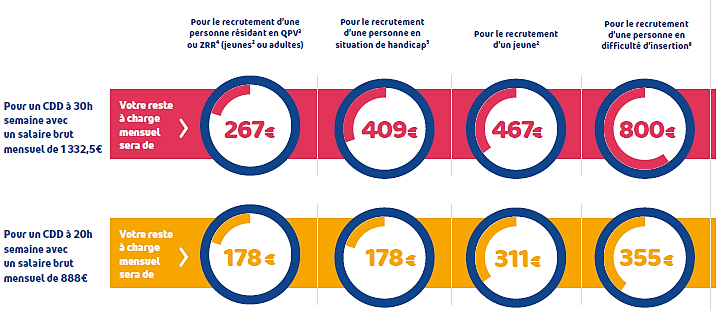 Pour le recrutement d'une
personne résidant en QPV³
ou ZRR⁴ (jeunes² ou adultes)
Pour le recrutement
d'une personne en
situation de handicap⁵
Pour le recrutement
d'un jeune²
Pour le recrutement
d'une personne en
difficulté d'insertion⁶
Pour un CDD à 30h
semaine avec
un salaire brut
mensuel de 1 332,5€
Votre reste
à charge
mensuel
sera de
267€
409€
467€
800€
Pour un CDD à 20h
semaine avec
un salaire brut
mensuel de 888€
Votre reste
à charge
mensuel
sera de
178€
178€
311€
355€